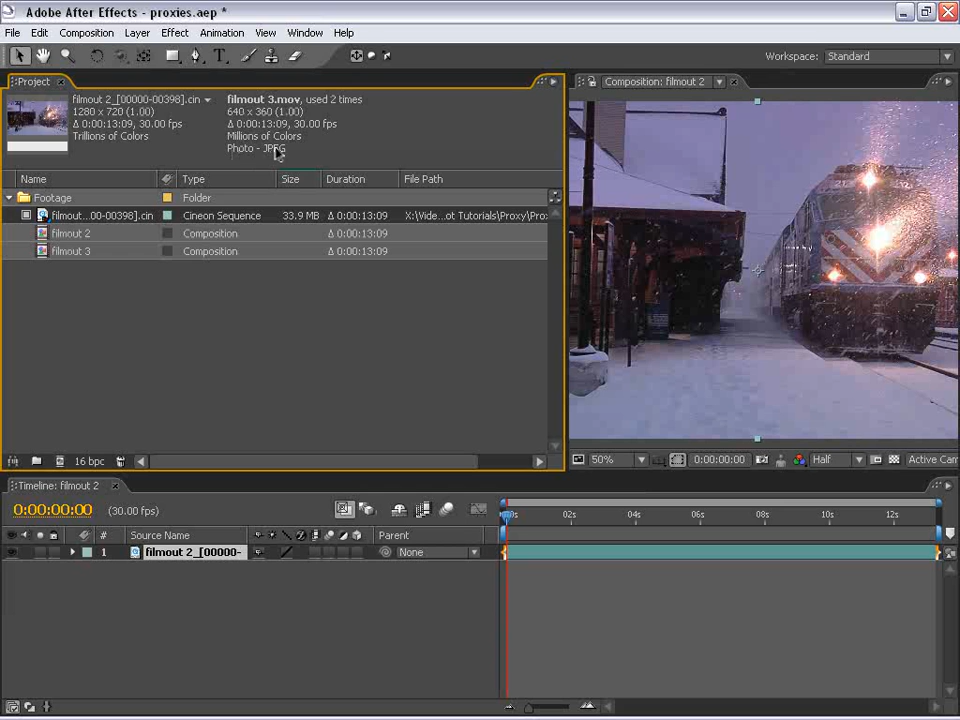 Adobe After Effects - proxies.aep *
File Edit Composition Layer Effect Animation View Window Help
Workspace: Standard
Project
Composition: filmout 2
filmout 2_[00000-00398].cin
1280 x 720 (1.00)
Δ 0:00:13:09, 30.00 fps
Trillions of Colors
filmout 3.mov, used 2 times
640 x 360 (1.00)
Δ 0:00:13:09, 30.00 fps
Millions of Colors
Photo - JPEG
Name Type Size Duration File Path
Footage Folder
filmout...00-00398].cin Cineon Sequence 33.9 MB Δ 0:00:13:09 X:\Vide...ot Tutorials\Proxy\Pro
filmout 2 Composition Δ 0:00:13:09
filmout 3 Composition Δ 0:00:13:09
16 bpc
50% 0:00:00:00 Half Active Cam
Timeline: filmout 2
0:00:00:00 (30.00 fps)
02s 04s 06s 08s 10s 12s
# Source Name Parent
1 filmout 2_[00000- None